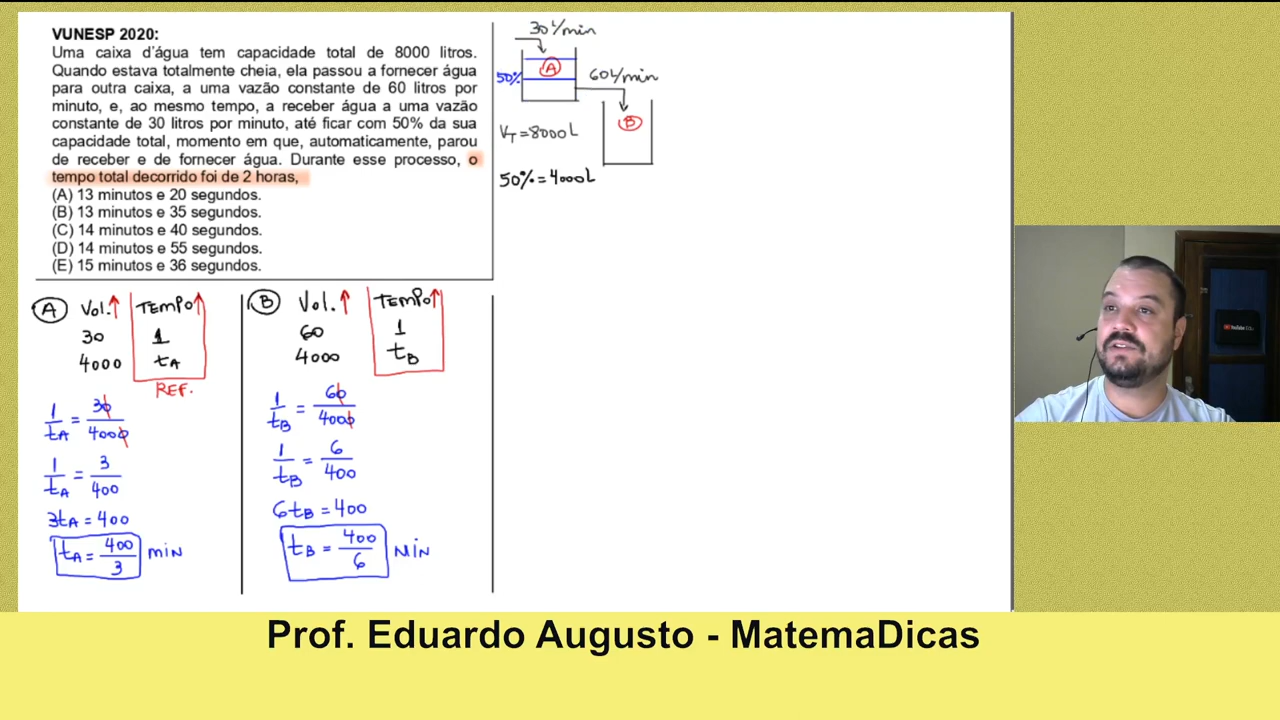 VUNESP 2020:
Uma caixa d'água tem capacidade total de 8000 litros.
Quando estava totalmente cheia, ela passou a fornecer água
para outra caixa, a uma vazão constante de 60 litros por
minuto, e, ao mesmo tempo, a receber água a uma vazão
constante de 30 litros por minuto, até ficar com 50% da sua
capacidade total, momento em que, automaticamente, parou
de receber e de fornecer água. Durante esse processo, o
tempo total decorrido foi de 2 horas,
(A) 13 minutos e 20 segundos.
(B) 13 minutos e 35 segundos.
(C) 14 minutos e 40 segundos.
(D) 14 minutos e 55 segundos.
(E) 15 minutos e 36 segundos.
30 L/min
50%
A
60L/min
B
VT=8000L
50%=4000L
A Vol.↑ TEMPO↑
30 1
4000 tA
REF.
1/tA = 30/4000
1/tA = 3/400
3tA = 400
tA = 400/3 MIN
B Vol.↑ TEMPO↑
60 1
4000 tB
1/tB = 60/4000
1/tB = 6/400
6tB = 400
tB = 400/6 MIN
Prof. Eduardo Augusto - MatemaDicas